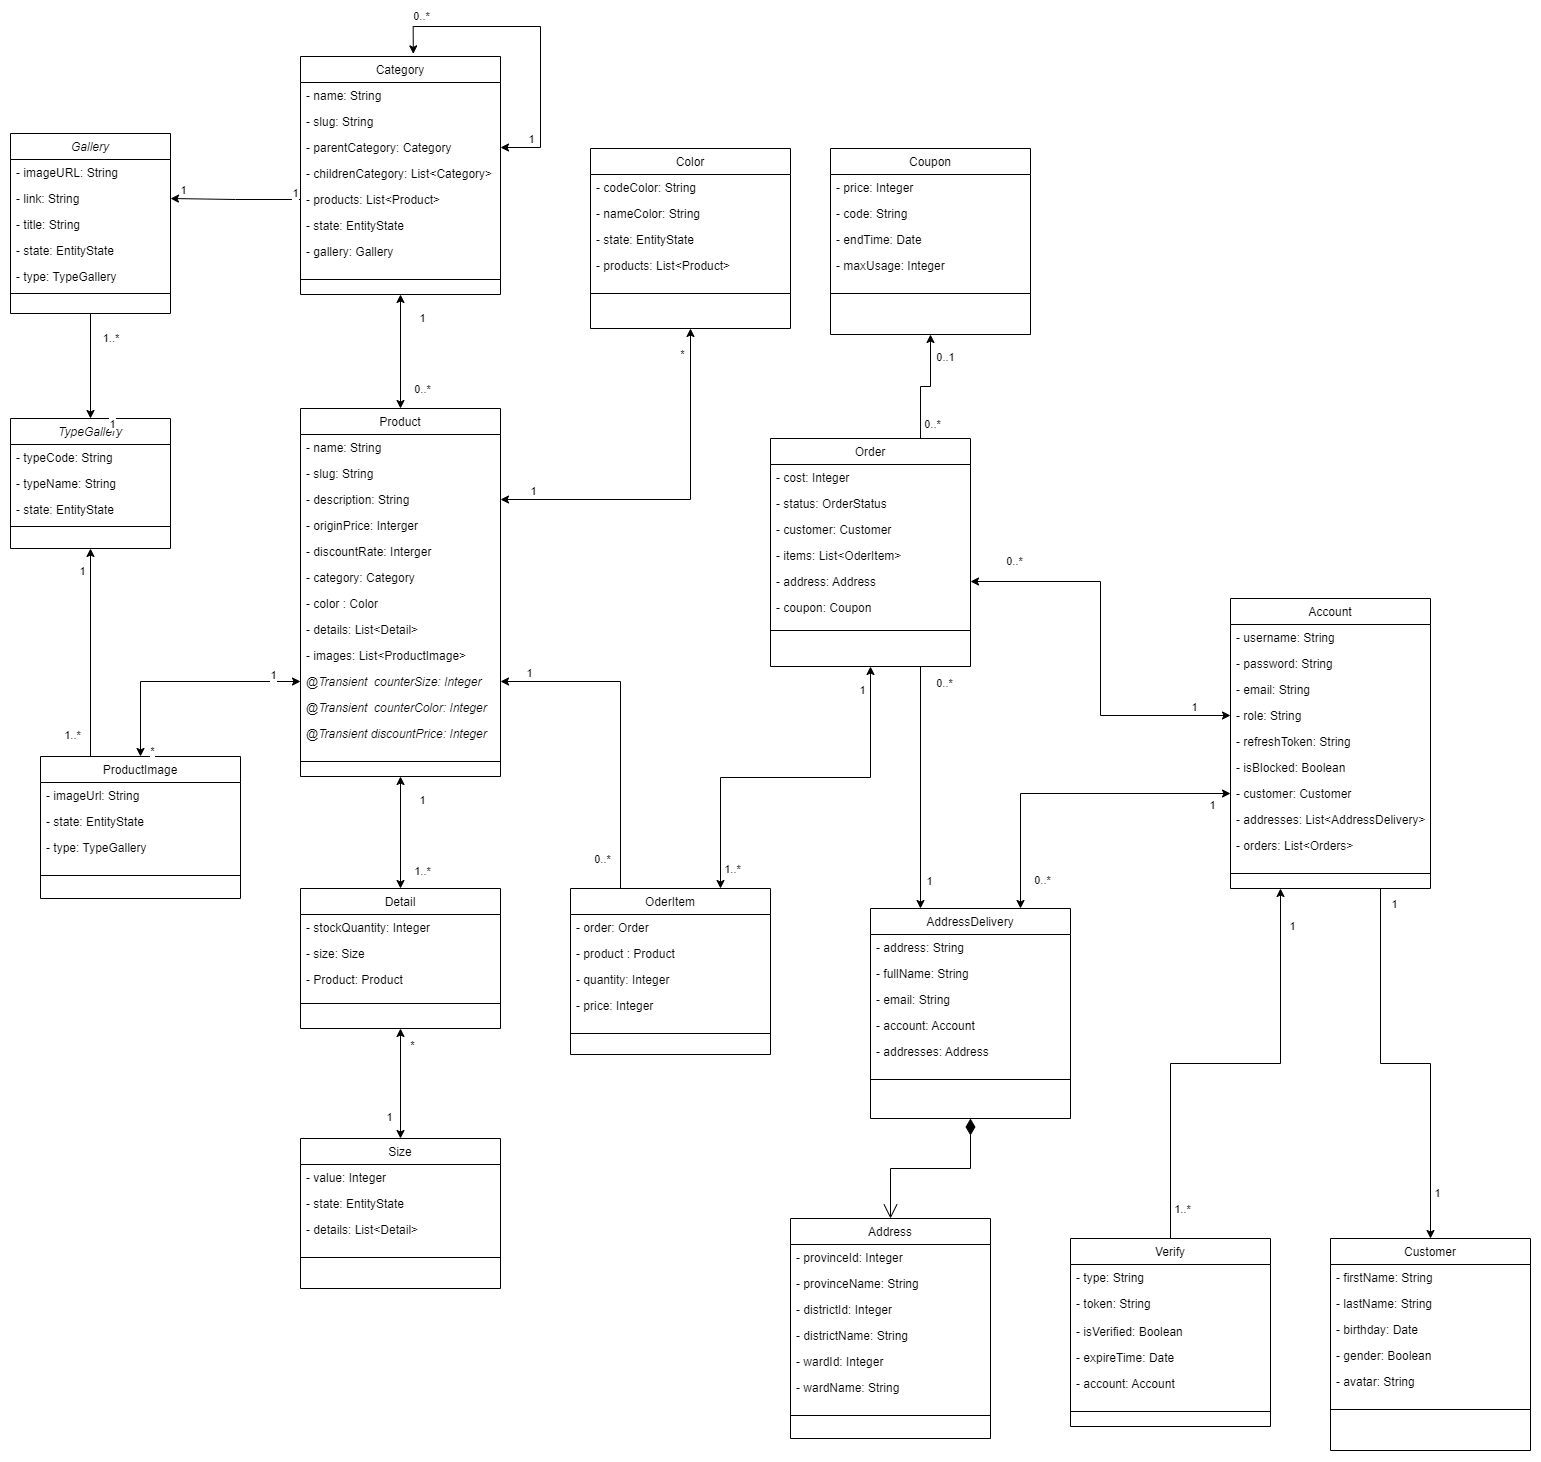 0..*
Category
- name: String
- slug: String
- parentCategory: Category
- childrenCategory: List<Category>
- products: List<Product>
- state: EntityState
- gallery: Gallery
1
Gallery
- imageURL: String
- link: String
- title: String
- state: EntityState
- type: TypeGallery
1
1
Color
- codeColor: String
- nameColor: String
- state: EntityState
- products: List<Product>
Coupon
- price: Integer
- code: String
- endTime: Date
- maxUsage: Integer
1
0..*
1..*
1
*
0..1
0..*
TypeGallery
- typeCode: String
- typeName: String
- state: EntityState
Product
- name: String
- slug: String
- description: String
- originPrice: Interger
- discountRate: Interger
- category: Category
- color : Color
- details: List<Detail>
- images: List<ProductImage>
@Transient  counterSize: Integer
@Transient  counterColor: Integer
@Transient discountPrice: Integer
1
Order
- cost: Integer
- status: OrderStatus
- customer: Customer
- items: List<OderItem>
- address: Address
- coupon: Coupon
0..*
1
Account
- username: String
- password: String
- email: String
- role: String
- refreshToken: String
- isBlocked: Boolean
- customer: Customer
- addresses: List<AddressDelivery>
- orders: List<Orders>
1
1
1
1
0..*
1
1..*
*
ProductImage
- imageUrl: String
- state: EntityState
- type: TypeGallery
1
1..*
0..*
1..*
1
0..*
1
Detail
- stockQuantity: Integer
- size: Size
- Product: Product
OderItem
- order: Order
- product : Product
- quantity: Integer
- price: Integer
AddressDelivery
- address: String
- fullName: String
- email: String
- account: Account
- addresses: Address
1
1
*
1
Size
- value: Integer
- state: EntityState
- details: List<Detail>
Address
- provinceId: Integer
- provinceName: String
- districtId: Integer
- districtName: String
- wardId: Integer
- wardName: String
1..*
1
Verify
- type: String
- token: String
- isVerified: Boolean
- expireTime: Date
- account: Account
Customer
- firstName: String
- lastName: String
- birthday: Date
- gender: Boolean
- avatar: String